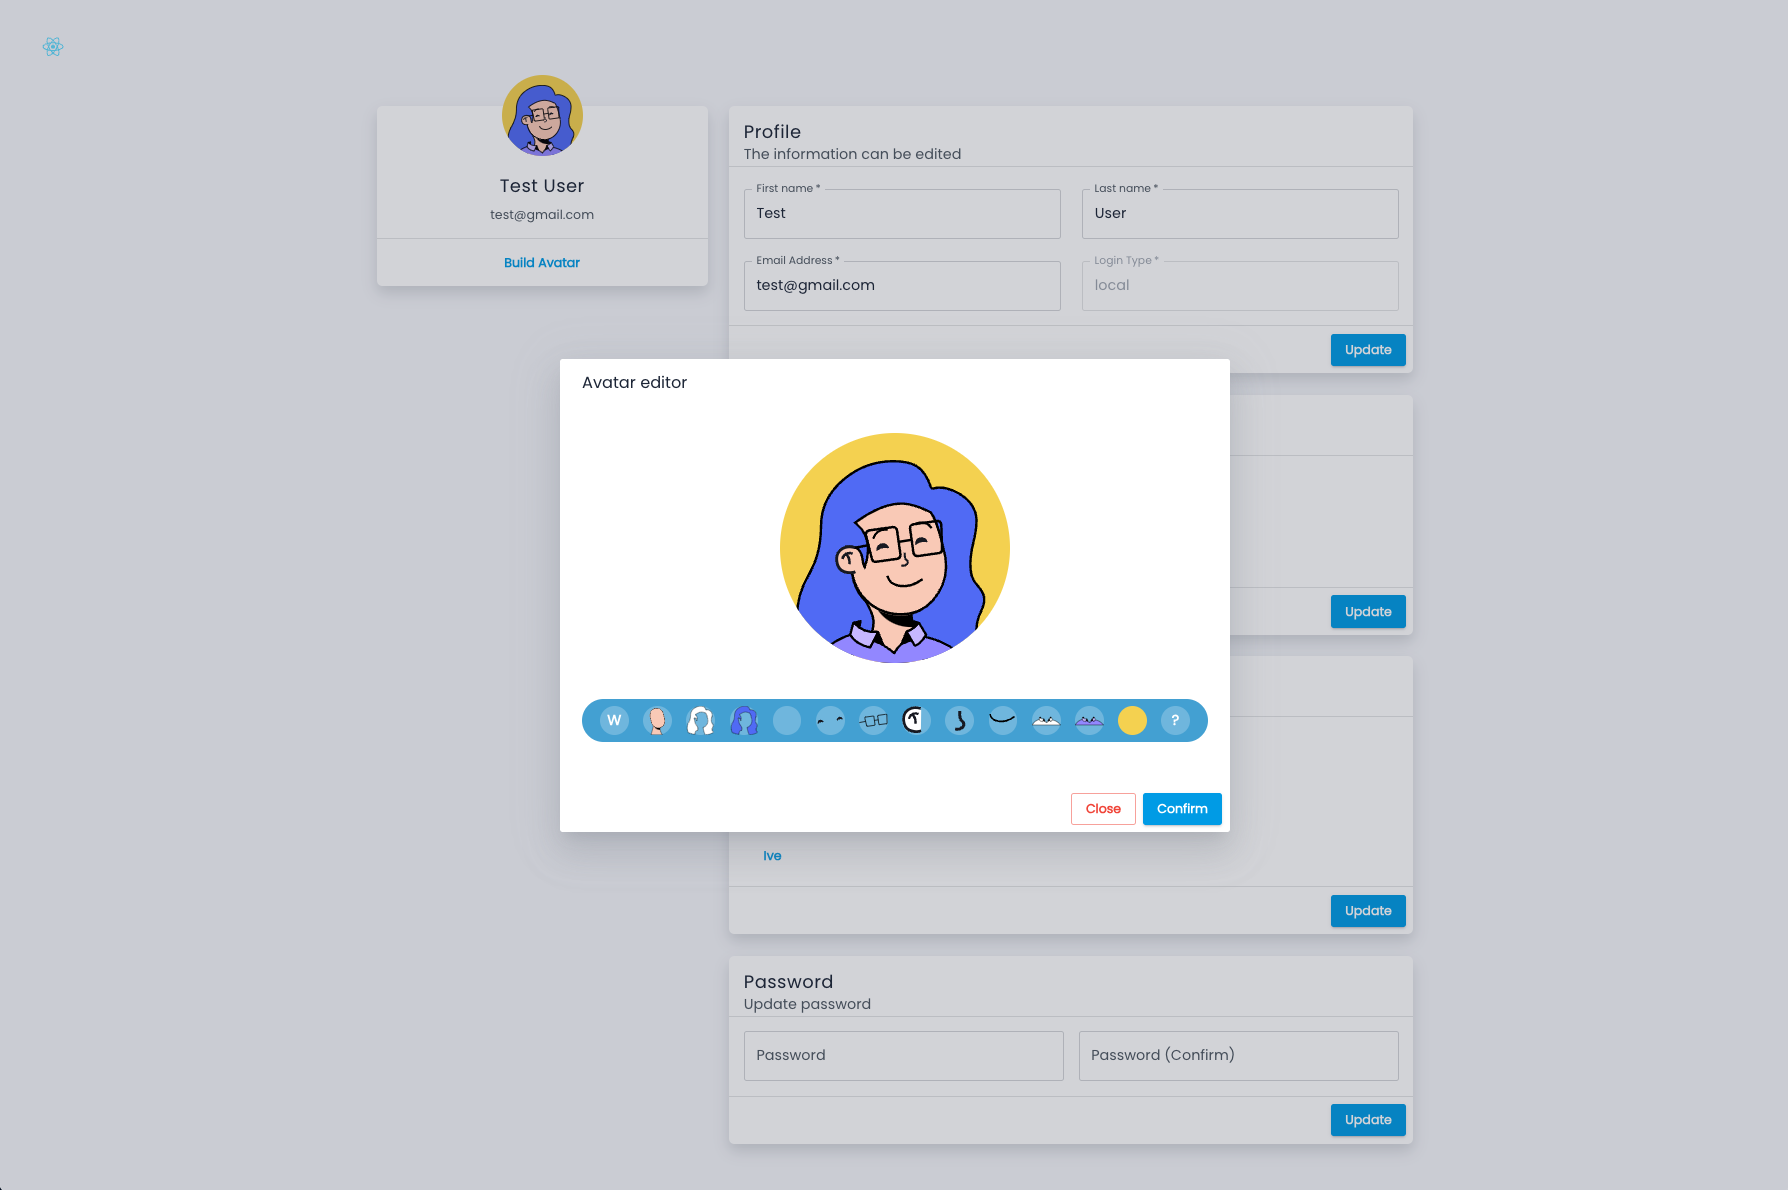 Test User
test@gmail.com
Build Avatar
Profile
The information can be edited
First name *
Test
Last name *
User
Email Address *
test@gmail.com
Login Type *
local
Update
Avatar editor
W
?
Close
Confirm
Update
Ive
Update
Password
Update password
Password
Password (Confirm)
Update